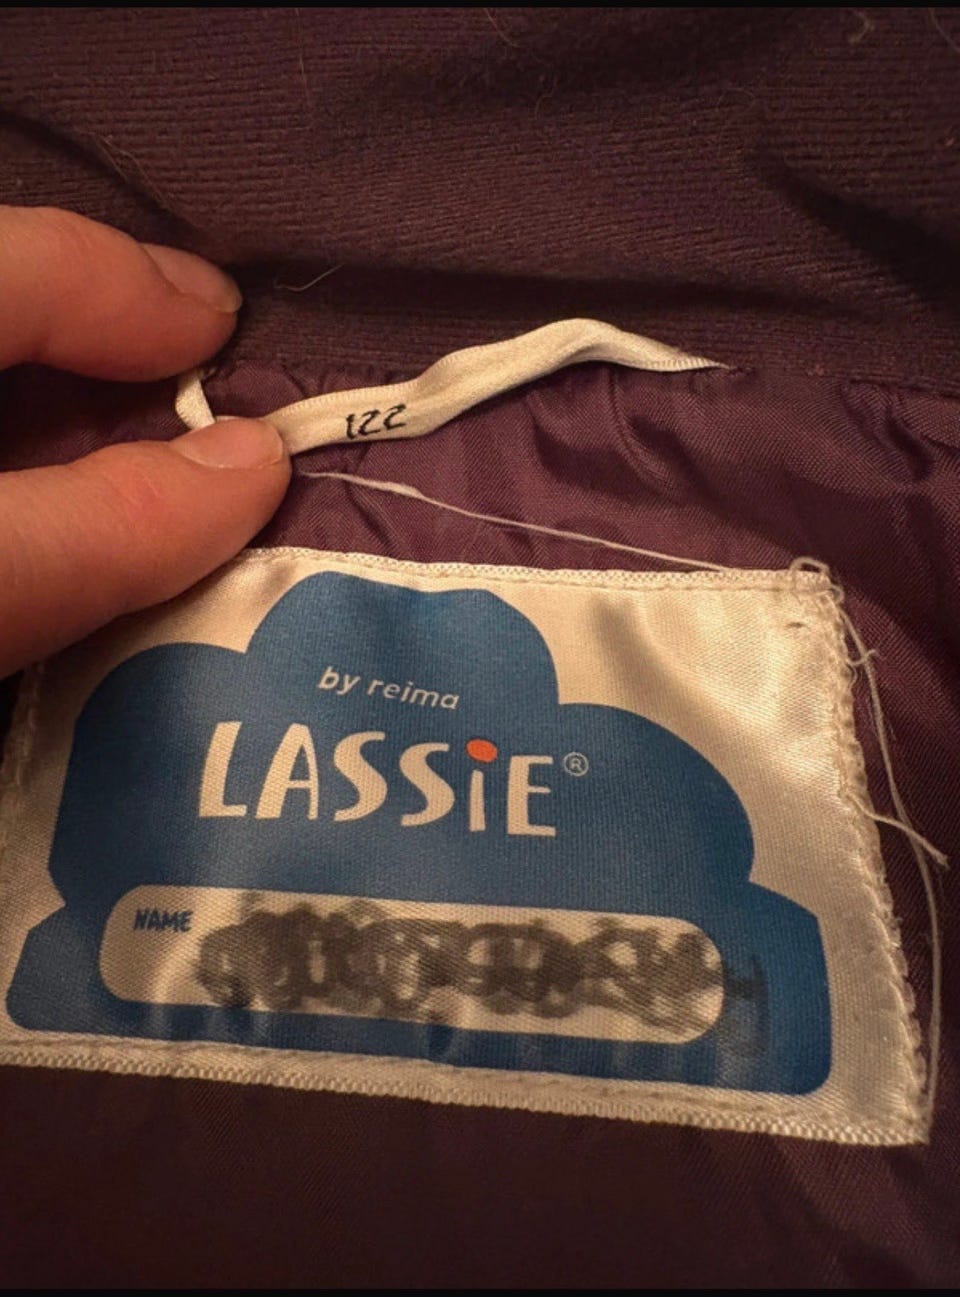 122
by reima
LASSiE®
NAME